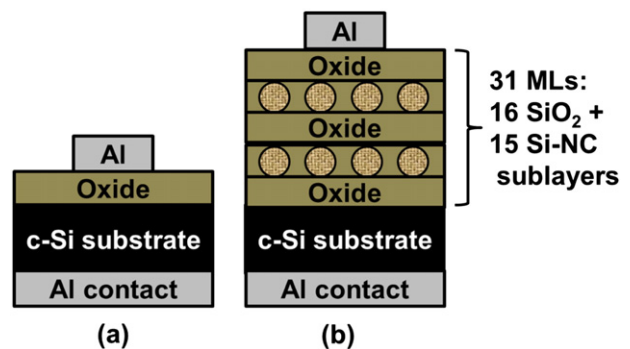 Al
Oxide
c-Si substrate
Al contact
(a)
Al
Oxide
Oxide
Oxide
c-Si substrate
Al contact
(b)
31 MLs:
16 SiO₂ +
15 Si-NC
sublayers